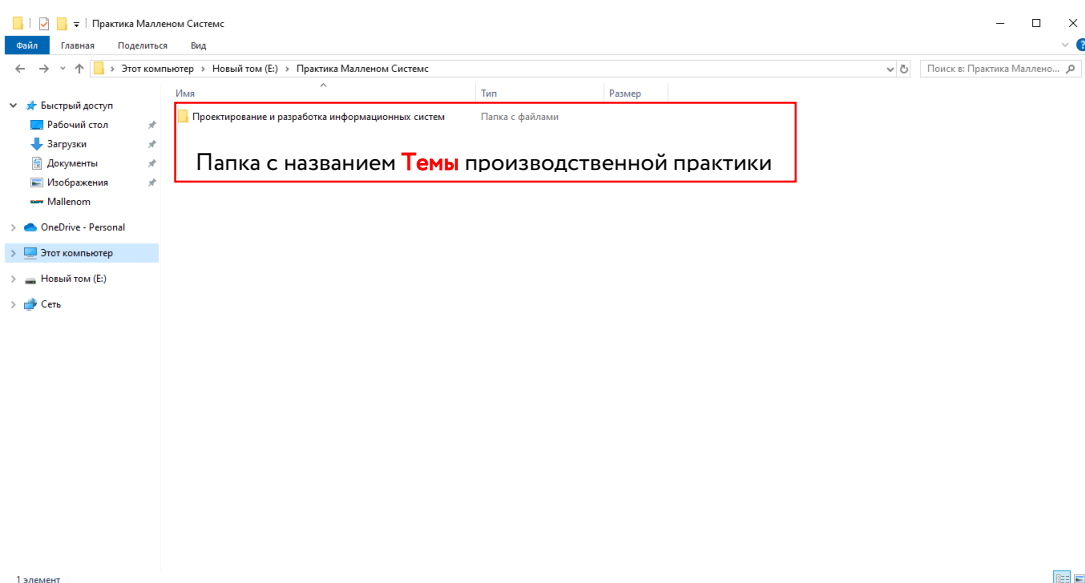 Практика Малленом Системс
Файл Главная Поделиться Вид
Этот компьютер › Новый том (E:) › Практика Малленом Системс
Поиск в: Практика Маллено...
Имя Тип Размер
Быстрый доступ
Проектирование и разработка информационных систем Папка с файлами
Рабочий стол
Загрузки
Папка с названием Темы производственной практики
Документы
Изображения
Mallenom
OneDrive - Personal
Этот компьютер
Новый том (E:)
Сеть
1 элемент